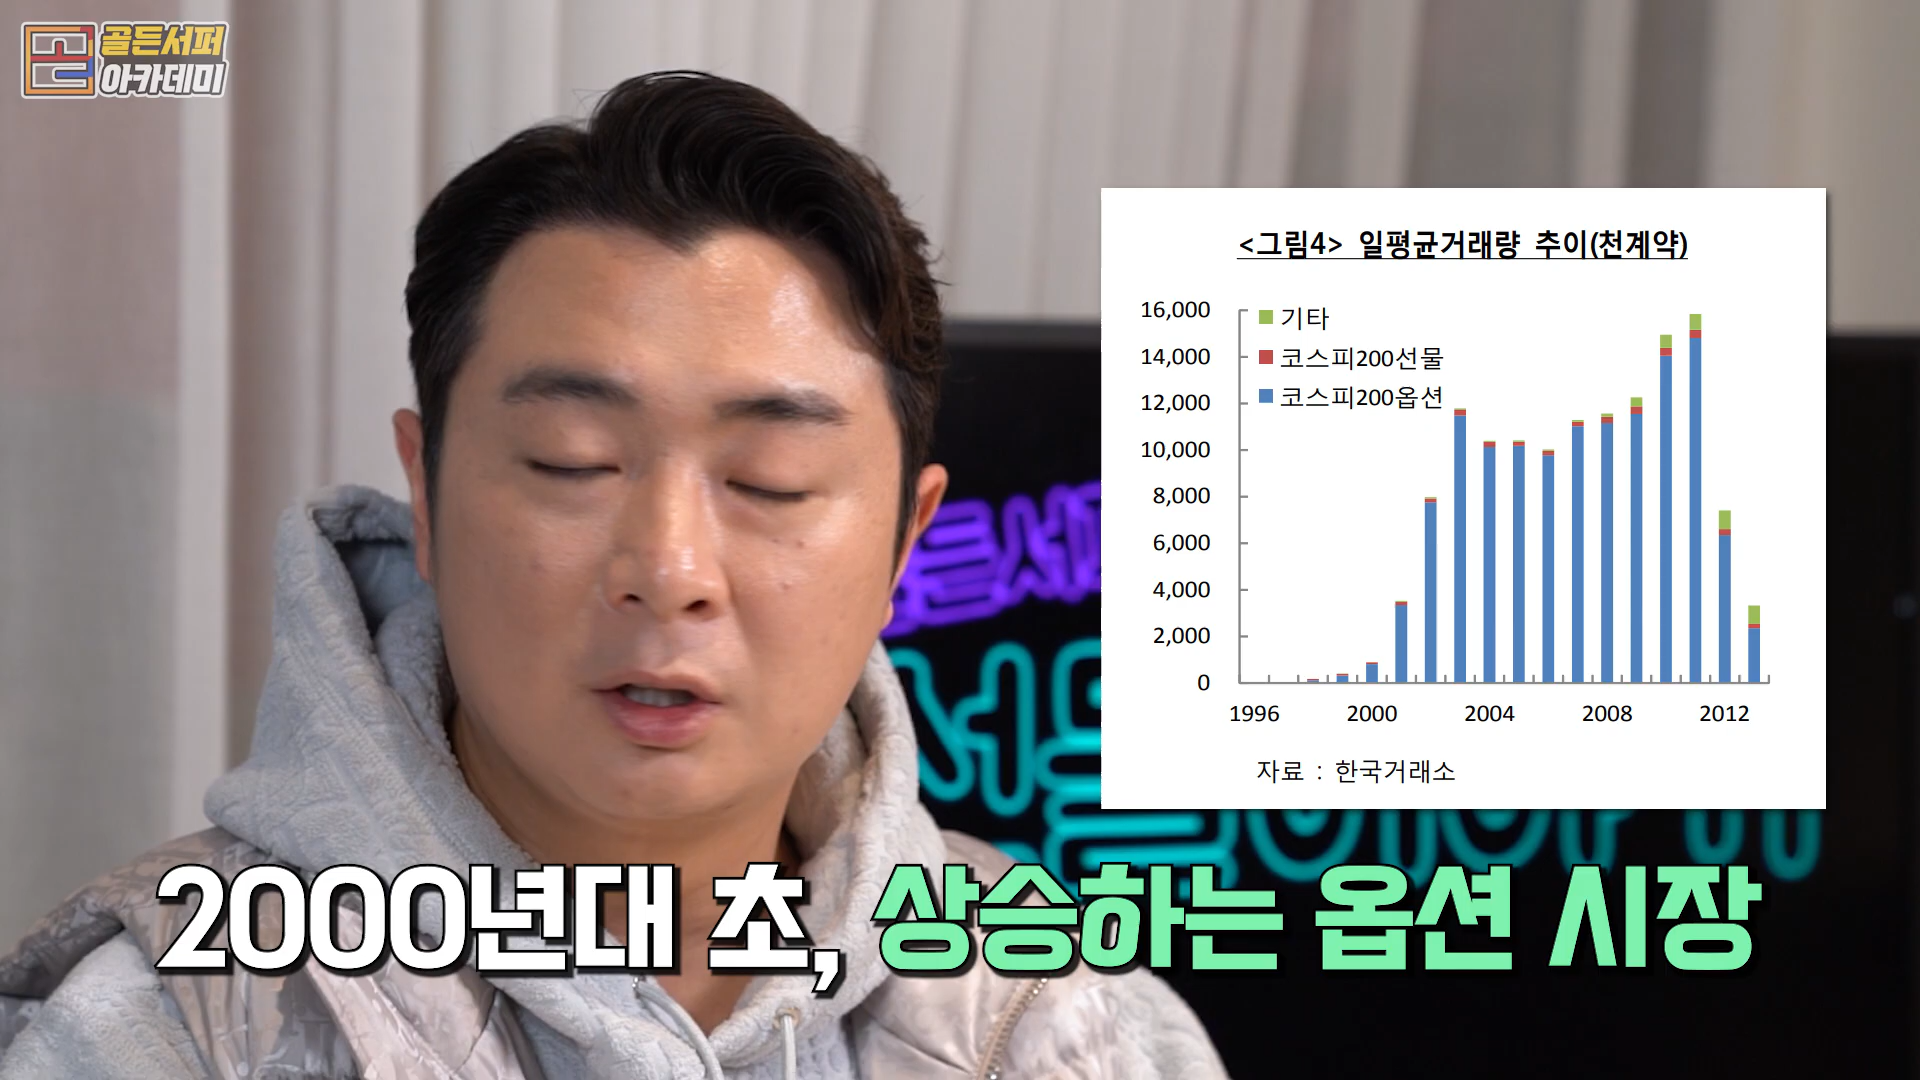 골든서퍼
아카데미
<그림4> 일평균거래량 추이(천계약)
16,000
14,000
12,000
10,000
8,000
6,000
4,000
2,000
0
기타
코스피200선물
코스피200옵션
1996 2000 2004 2008 2012
자료 : 한국거래소
2000년대 초, 상승하는 옵션 시장